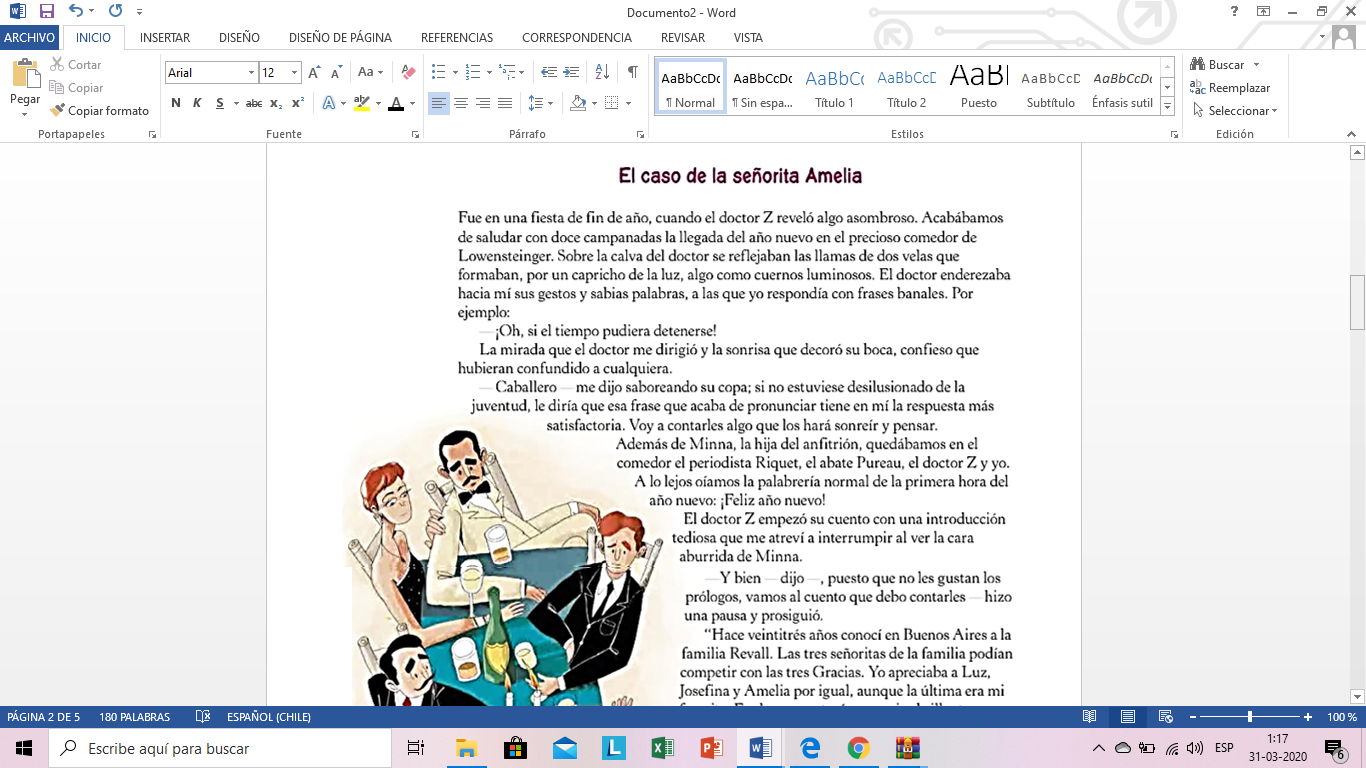 Documento2 - Word
ARCHIVO INICIO INSERTAR DISEÑO DISEÑO DE PÁGINA REFERENCIAS CORRESPONDENCIA REVISAR VISTA
Pegar
Cortar
Copiar
Copiar formato
Portapapeles
Arial 12
N K S abc x₂ x²
Fuente
Párrafo
AaBbCcDc AaBbCcDc AaBbCc AaBbCcD AaBl AaBbCcD AaBbCcDc
¶ Normal ¶ Sin espa... Título 1 Título 2 Puesto Subtítulo Énfasis sutil
Estilos
Buscar
Reemplazar
Seleccionar
Edición
El caso de la señorita Amelia
Fue en una fiesta de fin de año, cuando el doctor Z reveló algo asombroso. Acabábamos
de saludar con doce campanadas la llegada del año nuevo en el precioso comedor de
Lowensteinger. Sobre la calva del doctor se reflejaban las llamas de dos velas que
formaban, por un capricho de la luz, algo como cuernos luminosos. El doctor enderezaba
hacia mí sus gestos y sabias palabras, a las que yo respondía con frases banales. Por
ejemplo:
—¡Oh, si el tiempo pudiera detenerse!
La mirada que el doctor me dirigió y la sonrisa que decoró su boca, confieso que
hubieran confundido a cualquiera.
—Caballero —me dijo saboreando su copa; si no estuviese desilusionado de la
juventud, le diría que esa frase que acaba de pronunciar tiene en mí la respuesta más
satisfactoria. Voy a contarles algo que los hará sonreír y pensar.
Además de Minna, la hija del anfitrión, quedábamos en el
comedor el periodista Riquet, el abate Pureau, el doctor Z y yo.
A lo lejos oíamos la palabrería normal de la primera hora del
año nuevo: ¡Feliz año nuevo!
El doctor Z empezó su cuento con una introducción
tediosa que me atreví a interrumpir al ver la cara
aburrida de Minna.
—Y bien —dijo—, puesto que no les gustan los
prólogos, vamos al cuento que debo contarles —hizo
una pausa y prosiguió.
“Hace veintitrés años conocí en Buenos Aires a la
familia Revall. Las tres señoritas de la familia podían
competir con las tres Gracias. Yo apreciaba a Luz,
Josefina y Amelia por igual, aunque la última era mi
PÁGINA 2 DE 5 180 PALABRAS ESPAÑOL (CHILE) 100 %
Escribe aquí para buscar
ESP
1:17
31-03-2020
6